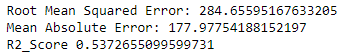 Root Mean Squared Error: 284.65595167633205
Mean Absolute Error: 177.97754188152197
R2_Score 0.5372655099599731